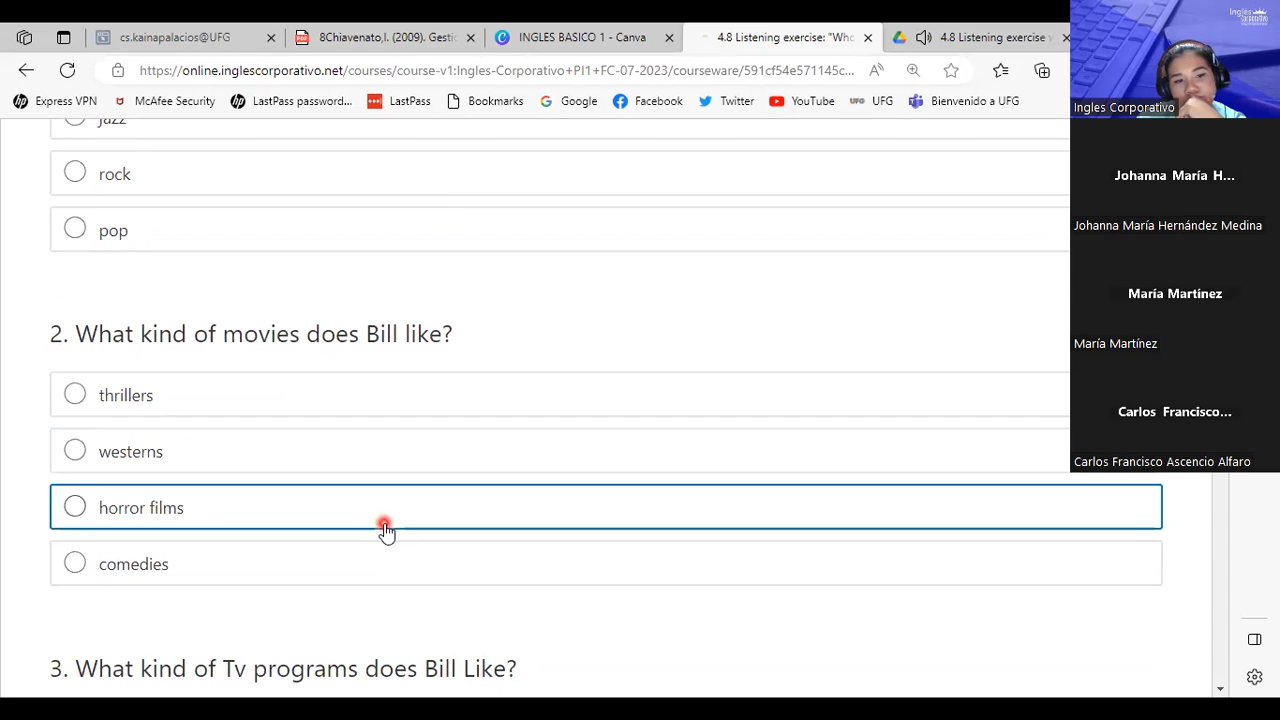 cs.kainapalacios@UFG
8Chiavenato,I. (2009). Gestic
INGLES BASICO 1 - Canva
4.8 Listening exercise: "Who
4.8 Listening exercise v
https://online.inglescorporativo.net/courses/course-v1:Ingles-Corporativo+PI1+FC-07-2023/courseware/591cf54e571145c...
Express VPN
McAfee Security
LastPass password...
LastPass
Bookmarks
Google
Facebook
Twitter
YouTube
UFG
Bienvenido a UFG
Ingles Corporativo
Johanna María H...
Johanna María Hernández Medina
María Martínez
María Martínez
Carlos Francisco...
Carlos Francisco Ascencio Alfaro
jazz
rock
pop
2. What kind of movies does Bill like?
thrillers
westerns
horror films
comedies
3. What kind of Tv programs does Bill Like?